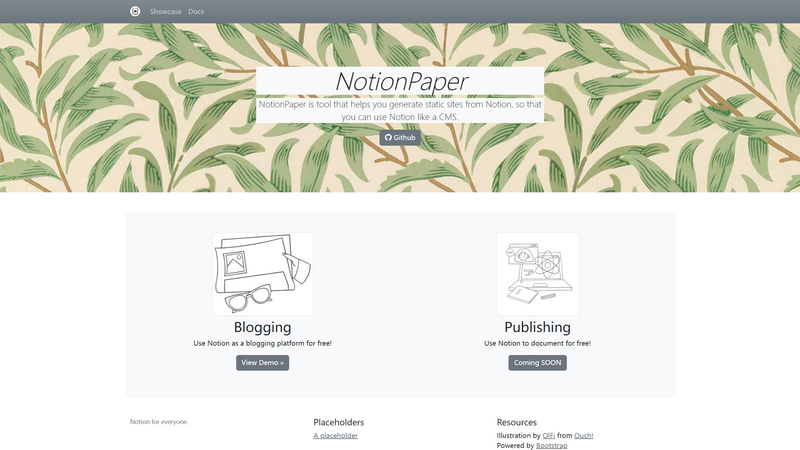 Showcase Docs
NotionPaper
NotionPaper is tool that helps you generate static sites from Notion, so that
you can use Notion like a CMS.
Github
Blogging
Use Notion as a blogging platform for free!
View Demo »
Publishing
Use Notion to document for free!
Coming SOON
Notion for everyone.
Placeholders
A placeholder
Resources
Illustration by OlFi from Ouch!
Powered by Bootstrap